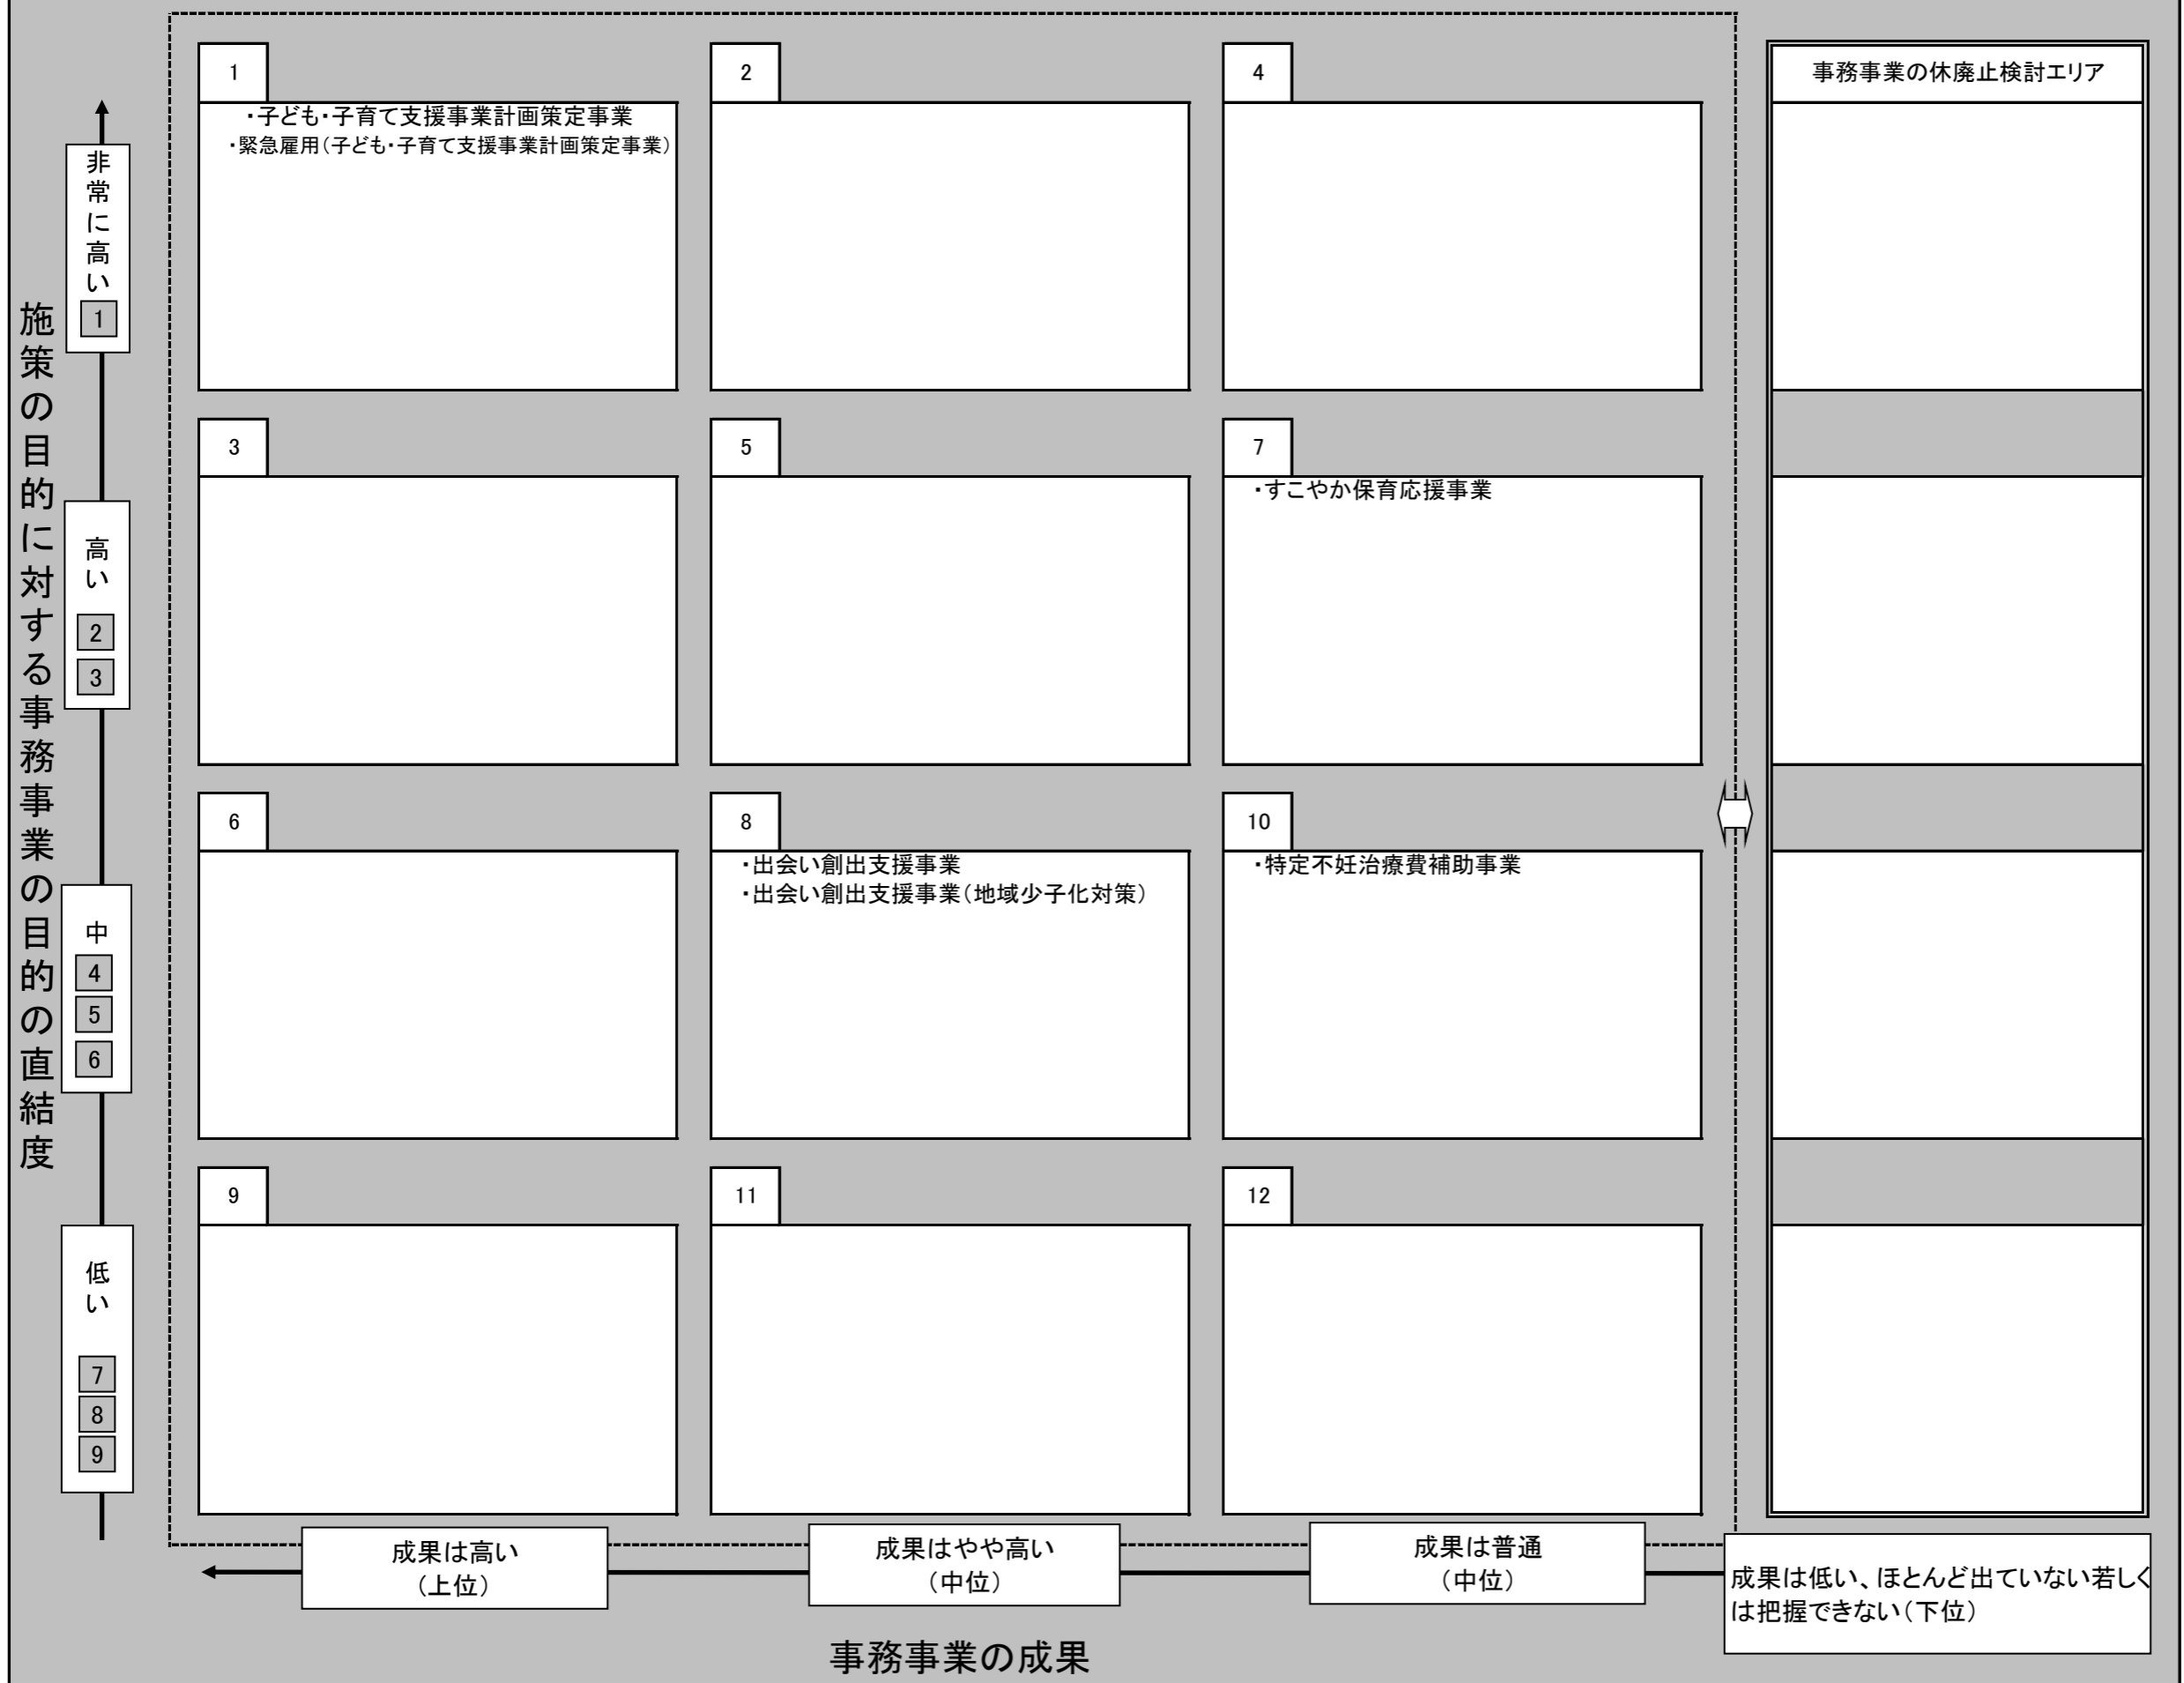 施策の目的に対する事務事業の目的の直結度
非常に高い
1
高い
2
3
中
4
5
6
低い
7
8
9
1
・子ども・子育て支援事業計画策定事業
・緊急雇用(子ども・子育て支援事業計画策定事業)
2
4
事務事業の休廃止検討エリア
3
5
7
・すこやか保育応援事業
6
8
・出会い創出支援事業
・出会い創出支援事業(地域少子化対策)
10
・特定不妊治療費補助事業
9
11
12
成果は高い
(上位)
成果はやや高い
(中位)
成果は普通
(中位)
成果は低い、ほとんど出ていない若しく
は把握できない(下位)
事務事業の成果